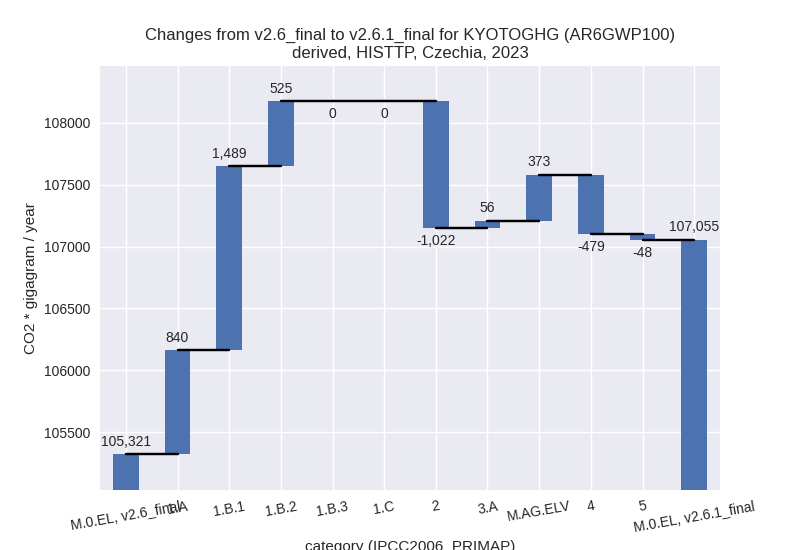 Changes from v2.6_final to v2.6.1_final for KYOTOGHG (AR6GWP100)
derived, HISTTP, Czechia, 2023
CO2 * gigagram / year
108000
107500
107000
106500
106000
105500
105,321
840
1,489
525
0
0
-1,022
56
373
-479
-48
107,055
M.0.EL, v2.6_final
1.A
1.B.1
1.B.2
1.B.3
1.C
2
3.A
M.AG.ELV
4
5
M.0.EL, v2.6.1_final
category (IPCC2006_PRIMAP)